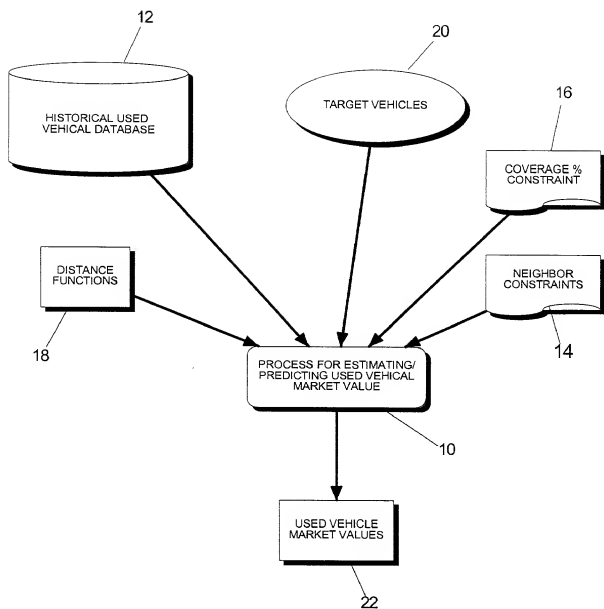 12
HISTORICAL USED
VEHICAL DATABASE
20
TARGET VEHICLES
16
COVERAGE %
CONSTRAINT
DISTANCE
FUNCTIONS
18
NEIGHBOR
CONSTRAINTS
14
PROCESS FOR ESTIMATING/
PREDICTING USED VEHICAL
MARKET VALUE
10
USED VEHICLE
MARKET VALUES
22